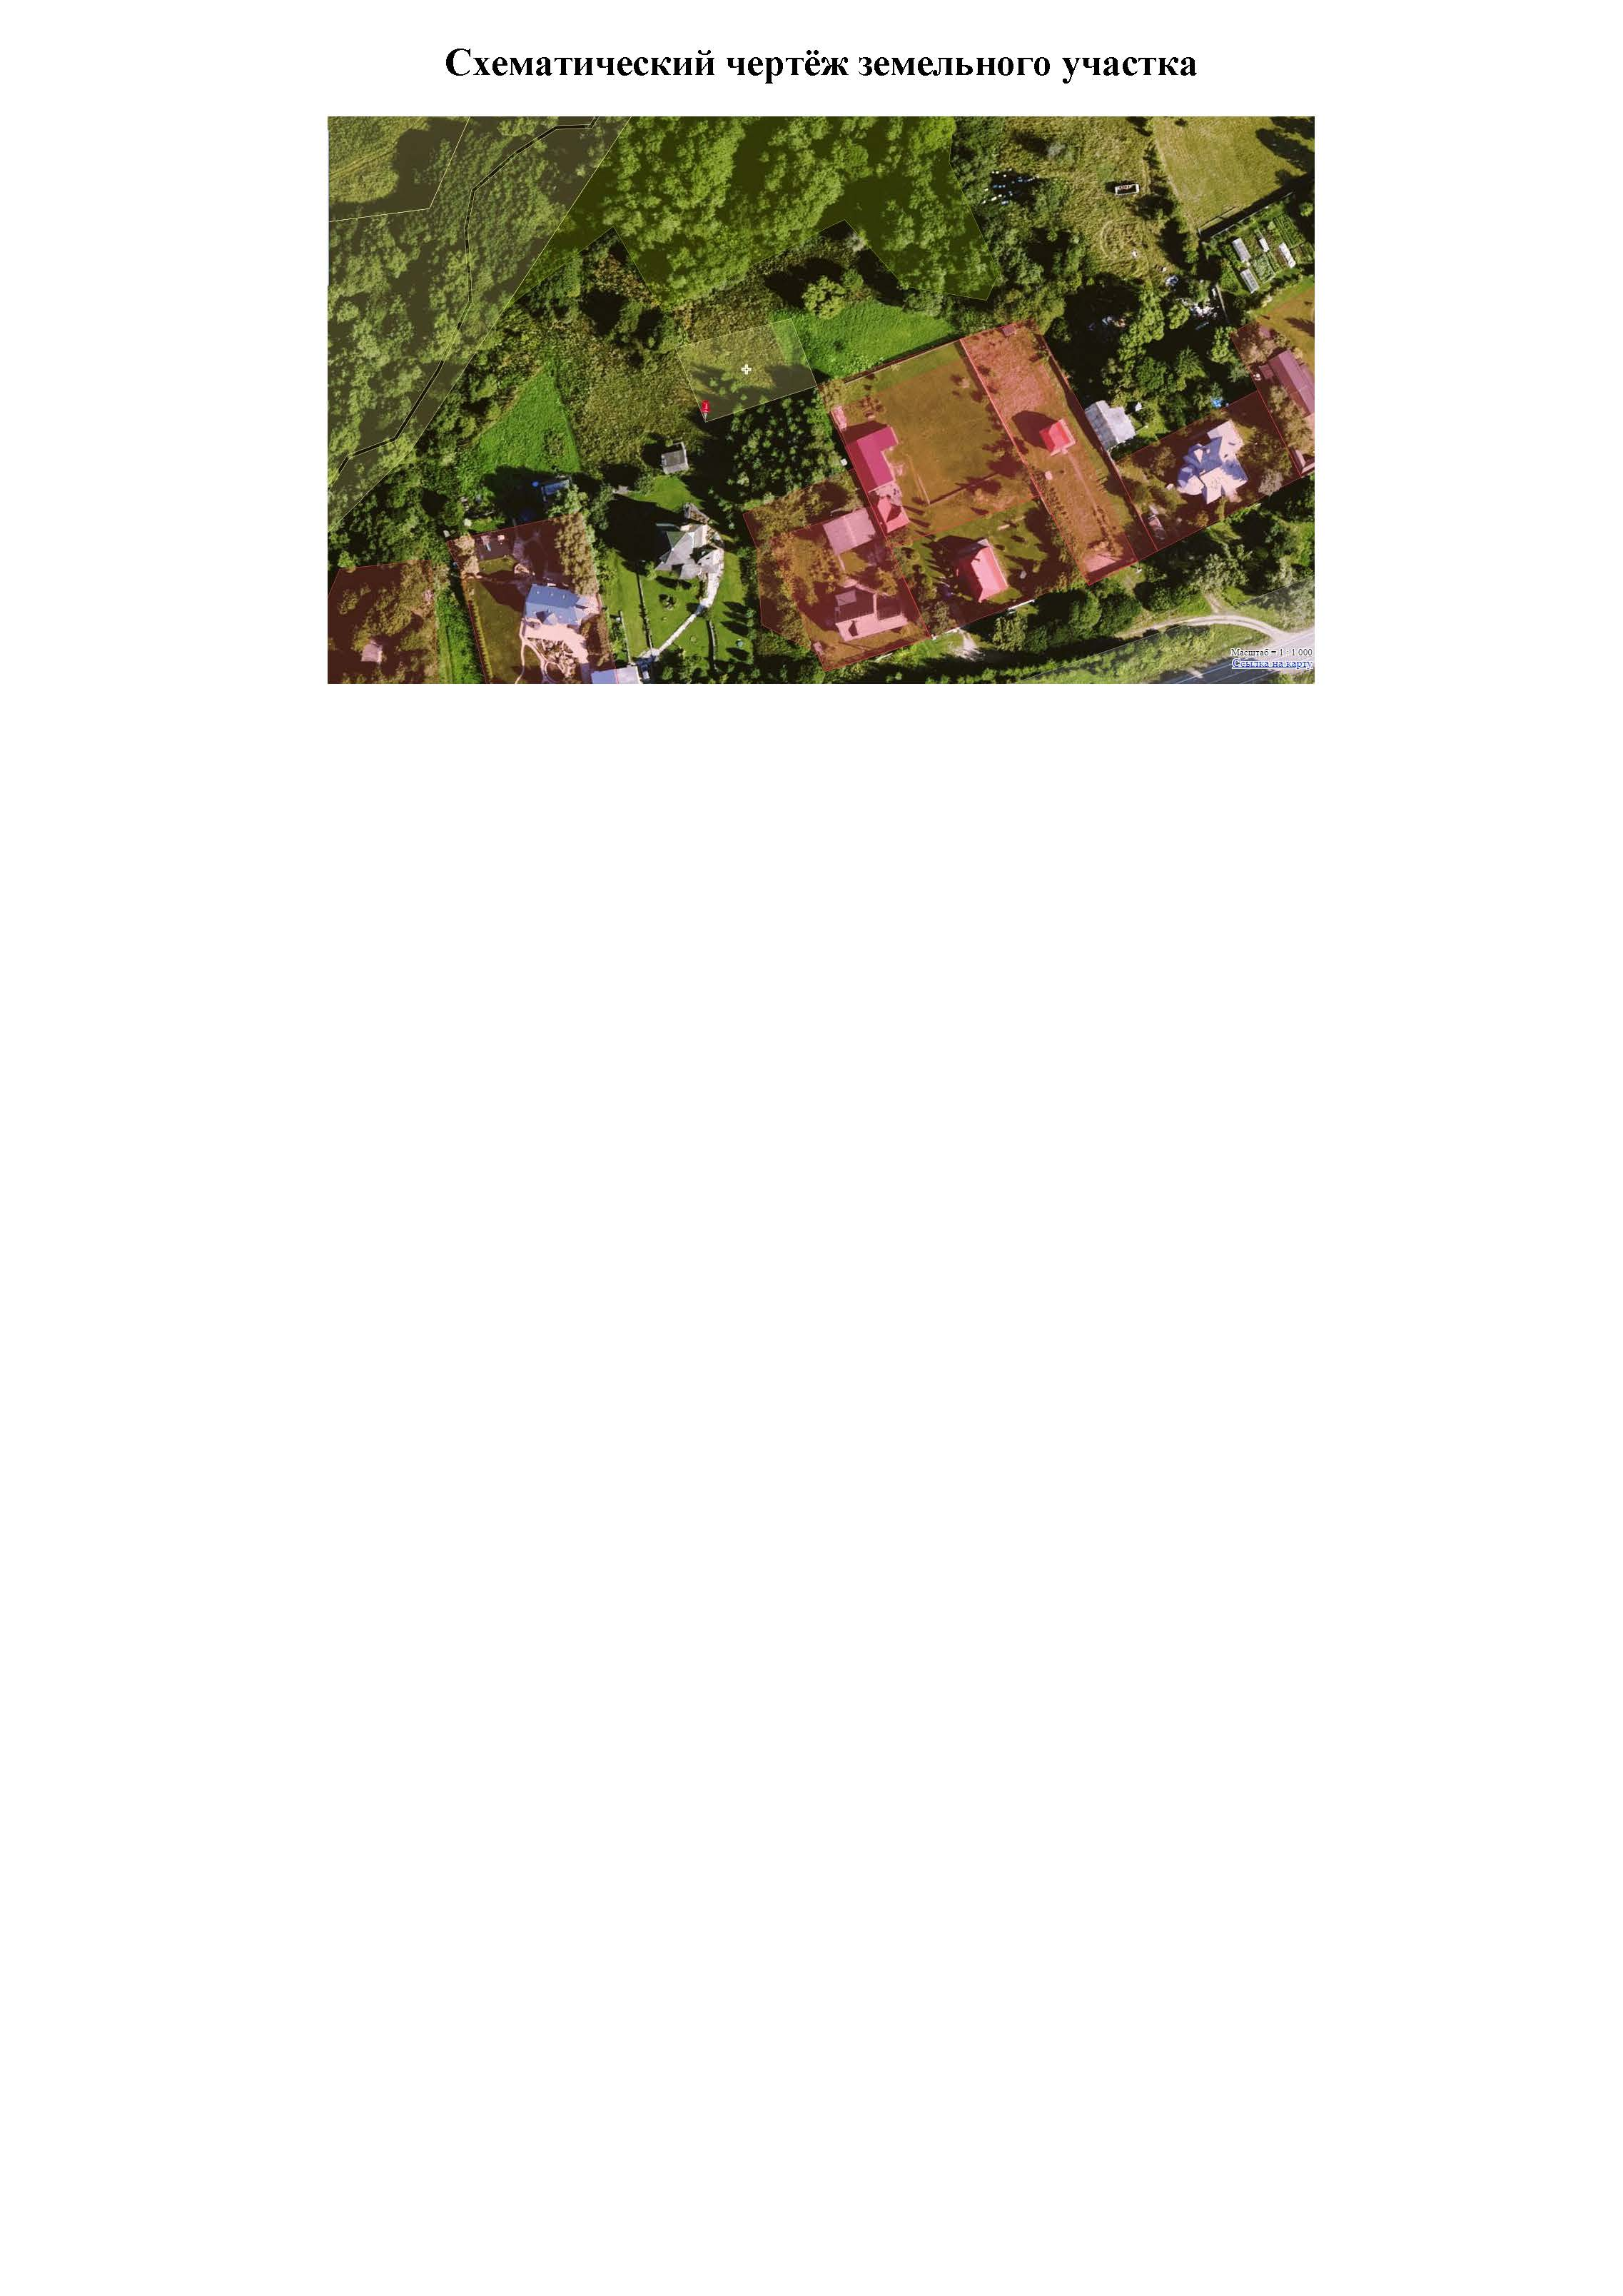 Схематический чертёж земельного участка
Масштаб = 1 : 1 000
Ссылка на карту